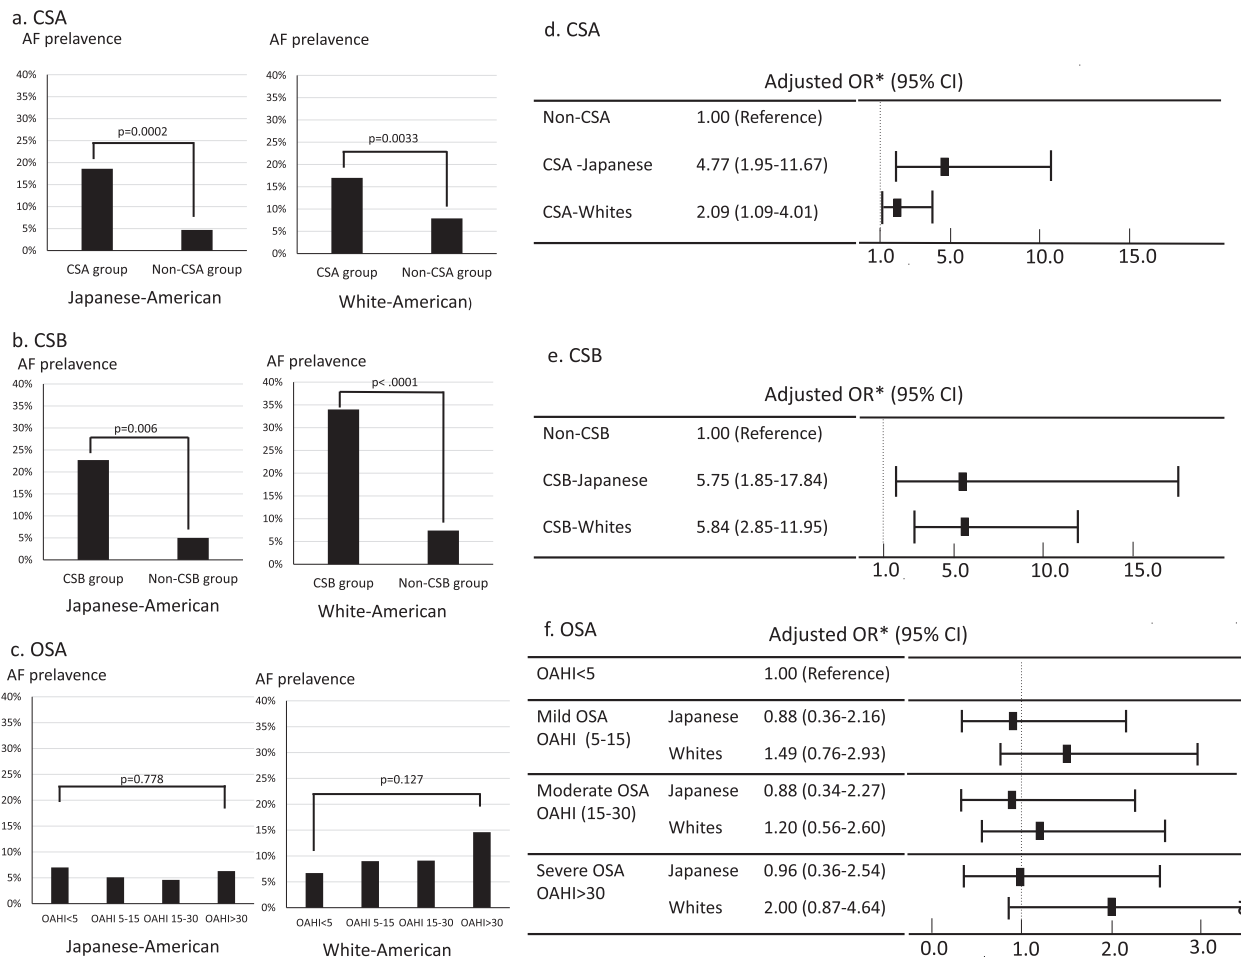 a. CSA
AF prelavence
40%
35%
30%
25%
20%
15%
10%
5%
0%
p=0.0002
CSA group
Non-CSA group
Japanese-American
AF prelavence
40%
35%
30%
25%
20%
15%
10%
5%
0%
p=0.0033
CSA group
Non-CSA group
White-American)
b. CSB
AF prelavence
40%
35%
30%
25%
20%
15%
10%
5%
0%
p=0.006
CSB group
Non-CSB group
Japanese-American
AF prelavence
40%
35%
30%
25%
20%
15%
10%
5%
0%
p< .0001
CSB group
Non-CSB group
White-American
c. OSA
AF prelavence
40%
35%
30%
25%
20%
15%
10%
5%
0%
p=0.778
OAHI<5
OAHI 5-15
OAHI 15-30
OAHI>30
Japanese-American
AF prelavence
40%
35%
30%
25%
20%
15%
10%
5%
0%
p=0.127
OAHI<5
OAHI 5-15
OAHI 15-30
OAHI>30
White-American
d. CSA
Adjusted OR* (95% CI)
Non-CSA 1.00 (Reference)
CSA -Japanese 4.77 (1.95-11.67)
CSA-Whites 2.09 (1.09-4.01)
1.0 5.0 10.0 15.0
e. CSB
Adjusted OR* (95% CI)
Non-CSB 1.00 (Reference)
CSB-Japanese 5.75 (1.85-17.84)
CSB-Whites 5.84 (2.85-11.95)
1.0 5.0 10.0 15.0
f. OSA
Adjusted OR* (95% CI)
OAHI<5 1.00 (Reference)
Mild OSA Japanese 0.88 (0.36-2.16)
OAHI (5-15)
Whites 1.49 (0.76-2.93)
Moderate OSA Japanese 0.88 (0.34-2.27)
OAHI (15-30)
Whites 1.20 (0.56-2.60)
Severe OSA Japanese 0.96 (0.36-2.54)
OAHI>30
Whites 2.00 (0.87-4.64)
0.0 1.0 2.0 3.0